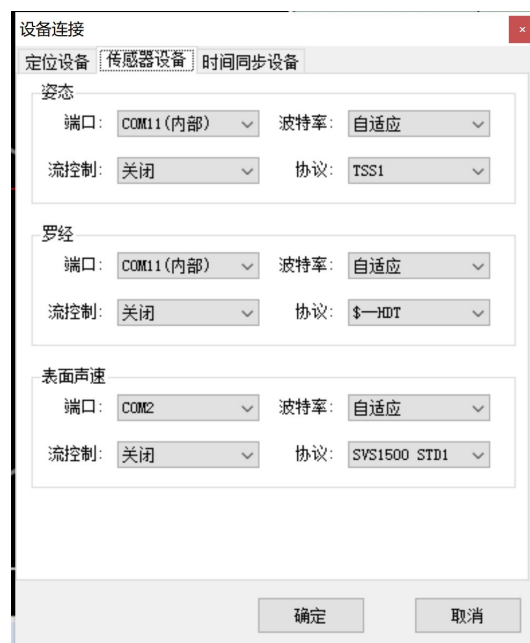 设备连接
定位设备 传感器设备 时间同步设备
姿态
端口: COM11(内部) 波特率: 自适应
流控制: 关闭 协议: TSS1
罗经
端口: COM11(内部) 波特率: 自适应
流控制: 关闭 协议: $—HDT
表面声速
端口: COM2 波特率: 自适应
流控制: 关闭 协议: SVS1500 STD1
确定 取消